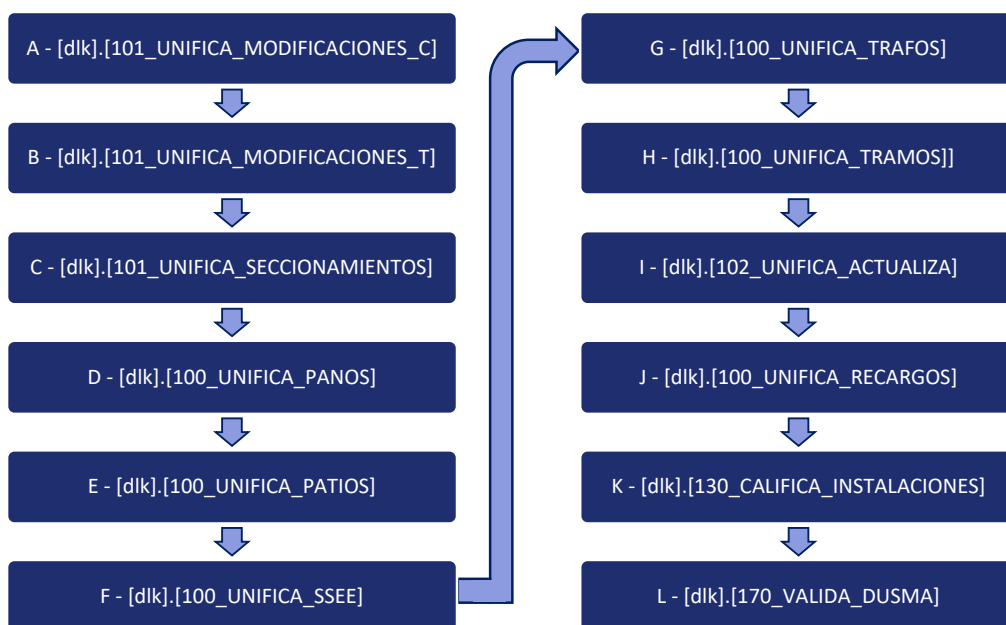 A - [dlk].[101_UNIFICA_MODIFICACIONES_C]
B - [dlk].[101_UNIFICA_MODIFICACIONES_T]
C - [dlk].[101_UNIFICA_SECCIONAMIENTOS]
D - [dlk].[100_UNIFICA_PANOS]
E - [dlk].[100_UNIFICA_PATIOS]
F - [dlk].[100_UNIFICA_SSEE]
G - [dlk].[100_UNIFICA_TRAFOS]
H - [dlk].[100_UNIFICA_TRAMOS]]
I - [dlk].[102_UNIFICA_ACTUALIZA]
J - [dlk].[100_UNIFICA_RECARGOS]
K - [dlk].[130_CALIFICA_INSTALACIONES]
L - [dlk].[170_VALIDA_DUSMA]